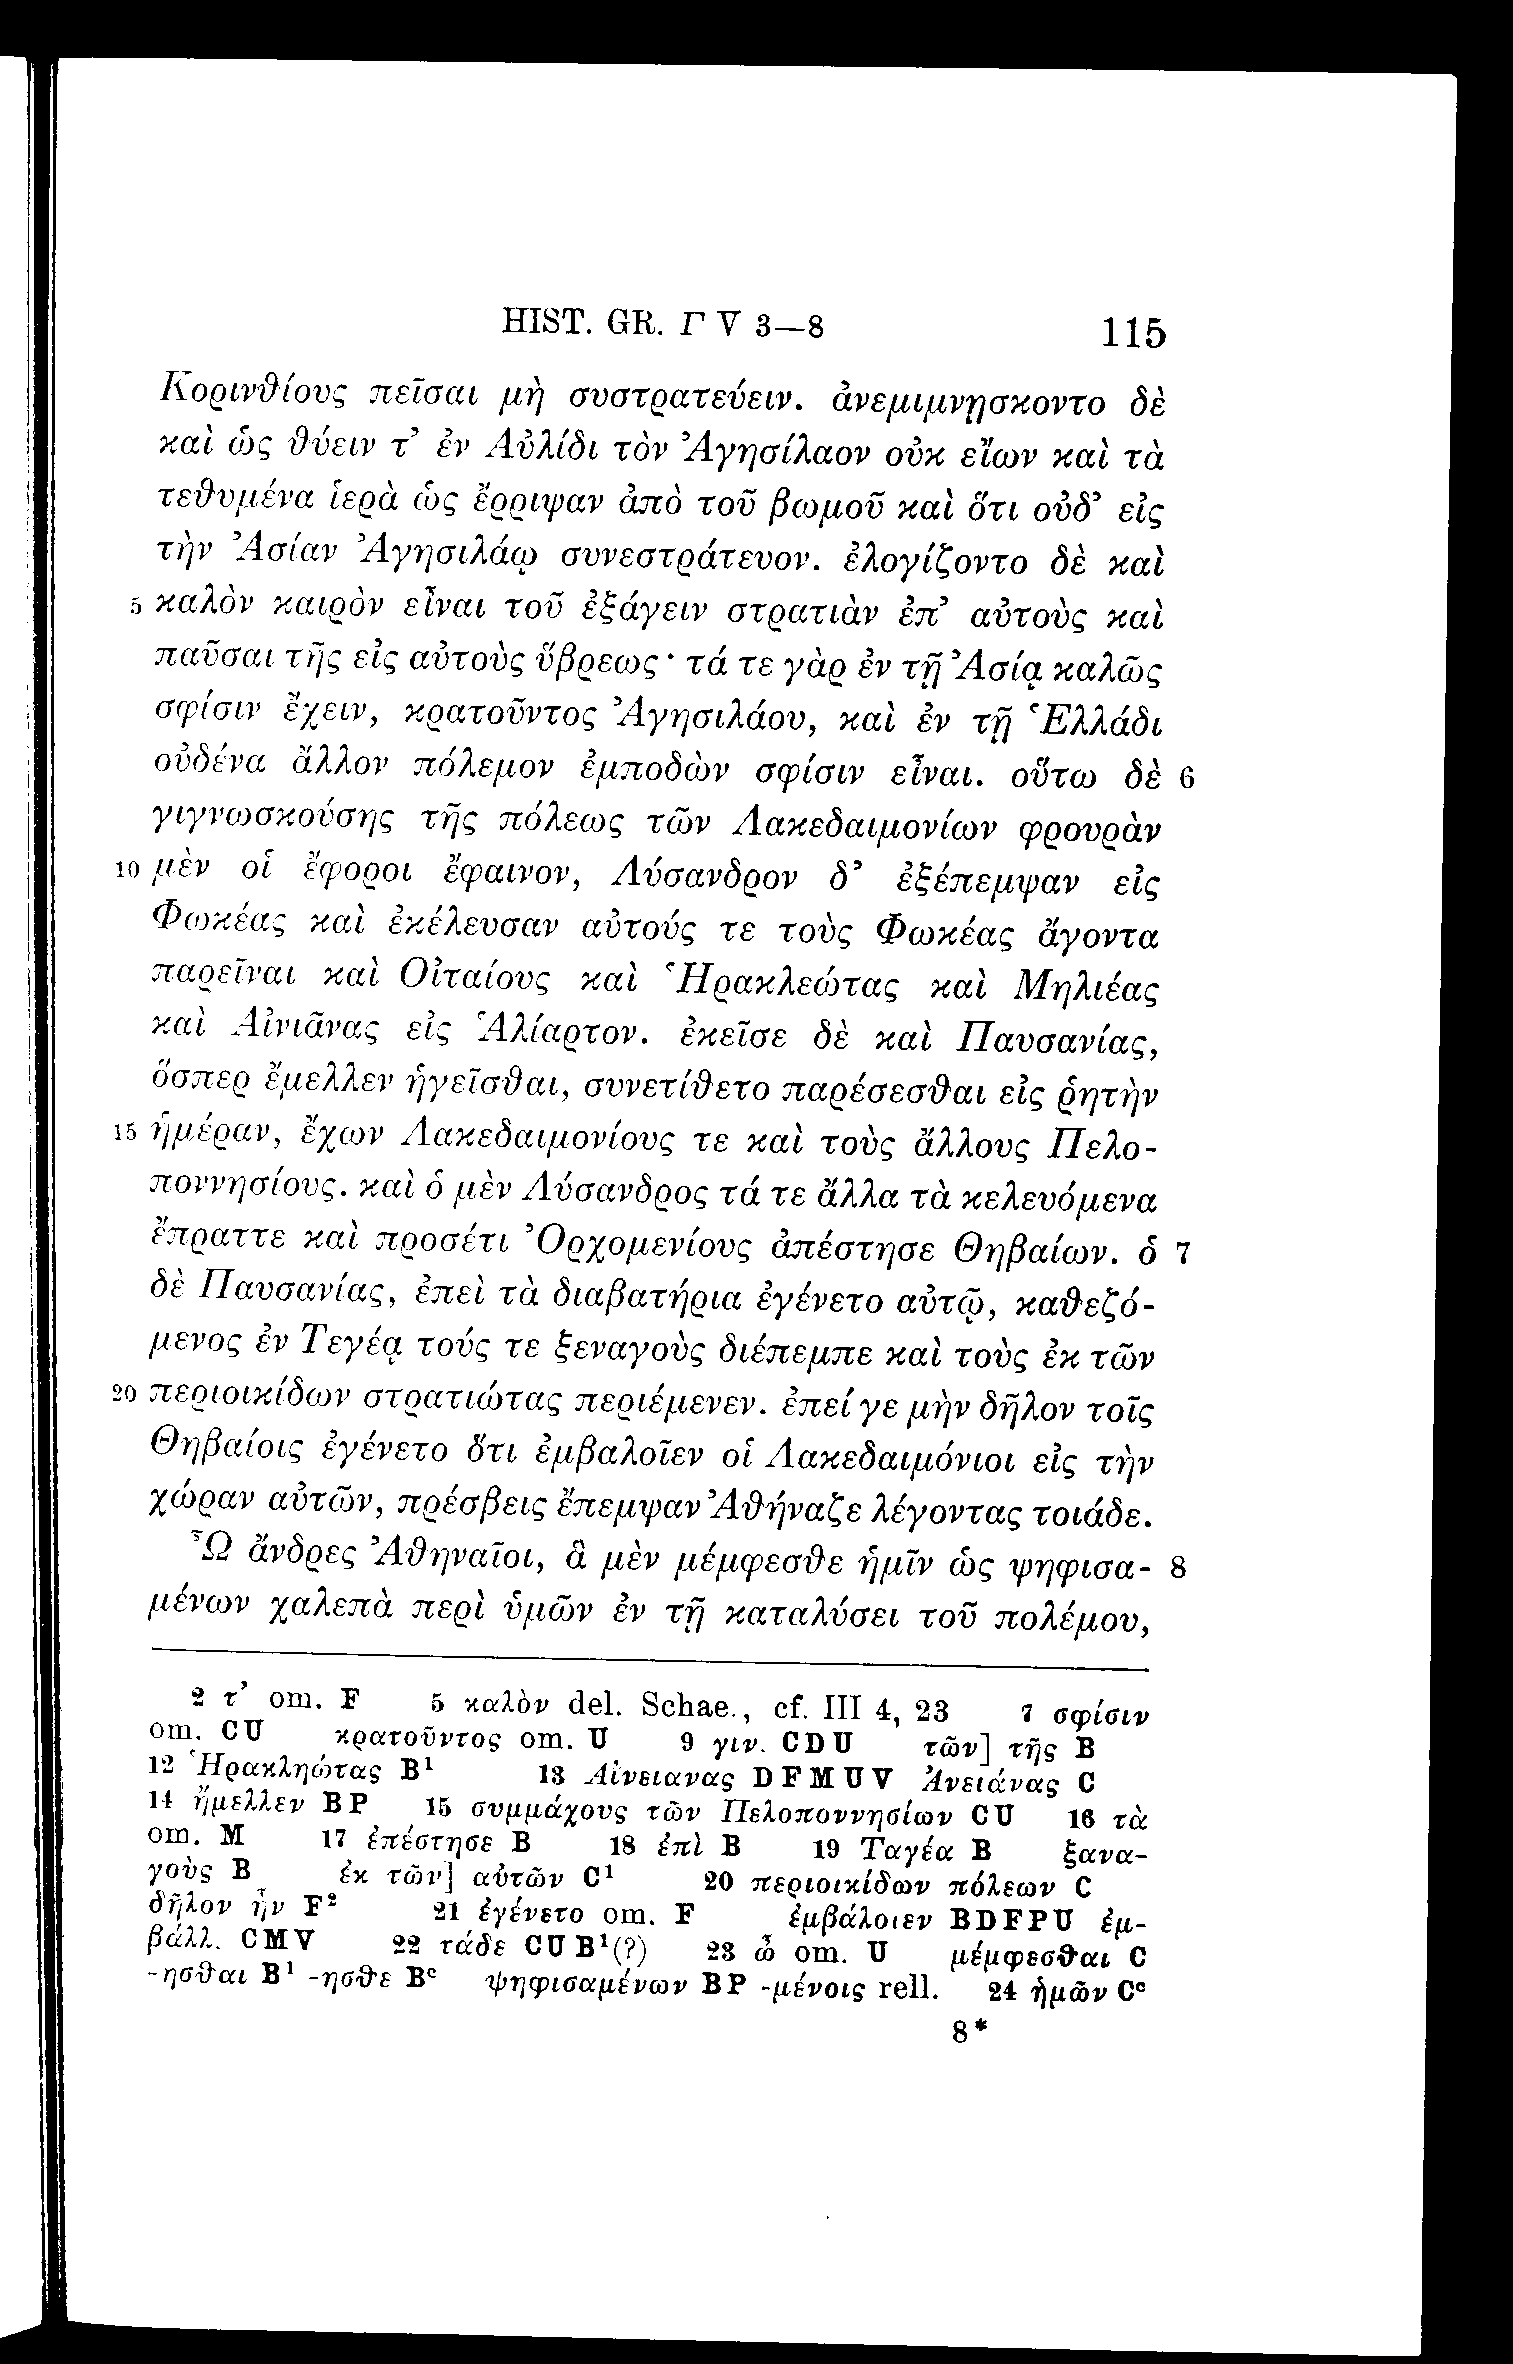 HIST. GR. Γ V 3—8 115
Κορινθίους πεῖσαι μὴ συστρατεύειν. ἀνεμιμνῃσκοντο δὲ
καὶ ὡς θύειν τ’ ἐν Αὐλίδι τὸν Ἀγησίλαον οὐκ εἴων καὶ τὰ
τεθυμένα ἱερὰ ὡς ἔρριψαν ἀπὸ τοῦ βωμοῦ καὶ ὅτι οὐδ’ εἰς
τὴν Ἀσίαν Ἀγησιλάῳ συνεστράτευον. ἐλογίζοντο δὲ καὶ
5 καλὸν καιρὸν εἶναι τοῦ ἐξάγειν στρατιὰν ἐπ’ αὐτοὺς καὶ
παῦσαι τῆς εἰς αὐτοὺς ὕβρεως· τά τε γὰρ ἐν τῇ Ἀσίᾳ καλῶς
σφίσιν ἔχειν, κρατοῦντος Ἀγησιλάου, καὶ ἐν τῇ Ἑλλάδι
οὐδένα ἄλλον πόλεμον ἐμποδὼν σφίσιν εἶναι. οὕτω δὲ 6
γιγνωσκούσης τῆς πόλεως τῶν Λακεδαιμονίων φρουρὰν
10 μὲν οἱ ἔφοροι ἔφαινον, Λύσανδρον δ’ ἐξέπεμψαν εἰς
Φωκέας καὶ ἐκέλευσαν αὐτούς τε τοὺς Φωκέας ἄγοντα
παρεῖναι καὶ Οἰταίους καὶ Ἡρακλεώτας καὶ Μηλιέας
καὶ Αἰνιᾶνας εἰς Ἁλίαρτον. ἐκεῖσε δὲ καὶ Παυσανίας,
ὅσπερ ἔμελλεν ἡγεῖσθαι, συνετίθετο παρέσεσθαι εἰς ῥητὴν
15 ἡμέραν, ἔχων Λακεδαιμονίους τε καὶ τοὺς ἄλλους Πελο-
ποννησίους. καὶ ὁ μὲν Λύσανδρος τά τε ἄλλα τὰ κελευόμενα
ἔπραττε καὶ προσέτι Ὀρχομενίους ἀπέστησε Θηβαίων. ὁ 7
δὲ Παυσανίας, ἐπεὶ τὰ διαβατήρια ἐγένετο αὐτῷ, καθεζό-
μενος ἐν Τεγέᾳ τούς τε ξεναγοὺς διέπεμπε καὶ τοὺς ἐκ τῶν
20 περιοικίδων στρατιώτας περιέμενεν. ἐπεί γε μὴν δῆλον τοῖς
Θηβαίοις ἐγένετο ὅτι ἐμβαλοῖεν οἱ Λακεδαιμόνιοι εἰς τὴν
χώραν αὐτῶν, πρέσβεις ἔπεμψαν Ἀθήναζε λέγοντας τοιάδε.
Ὦ ἄνδρες Ἀθηναῖοι, ἃ μὲν μέμφεσθε ἡμῖν ὡς ψηφισα- 8
μένων χαλεπὰ περὶ ὑμῶν ἐν τῇ καταλύσει τοῦ πολέμου,
2 τ’ om. F 5 καλὸν del. Schae., cf. III 4, 23 7 σφίσιν
om. CU κρατοῦντος om. U 9 γιν. CDU τῶν] τῆς B
12 Ἡρακληώτας B¹ 13 Αἰνειανας DFMUV Ἀνειάνας C
14 ἤμελλεν BP 15 συμμάχους τῶν Πελοποννησίων CU 16 τὰ
om. M 17 ἐπέστησε B 18 ἐπὶ B 19 Ταγέα B ξανα-
γοὺς B ἐκ τῶν] αὐτῶν C¹ 20 περιοικίδων πόλεων C
δῆλον ἦν F² 21 ἐγένετο om. F ἐμβάλοιεν BDFPU ἐμ-
βάλλ. CMV 22 τάδε CUB¹(?) 23 ὦ om. U μέμφεσθαι C
-ησθαι B¹ -ησθε Bᶜ ψηφισαμένων BP -μένοις rell. 24 ἡμῶν Cᶜ
8*